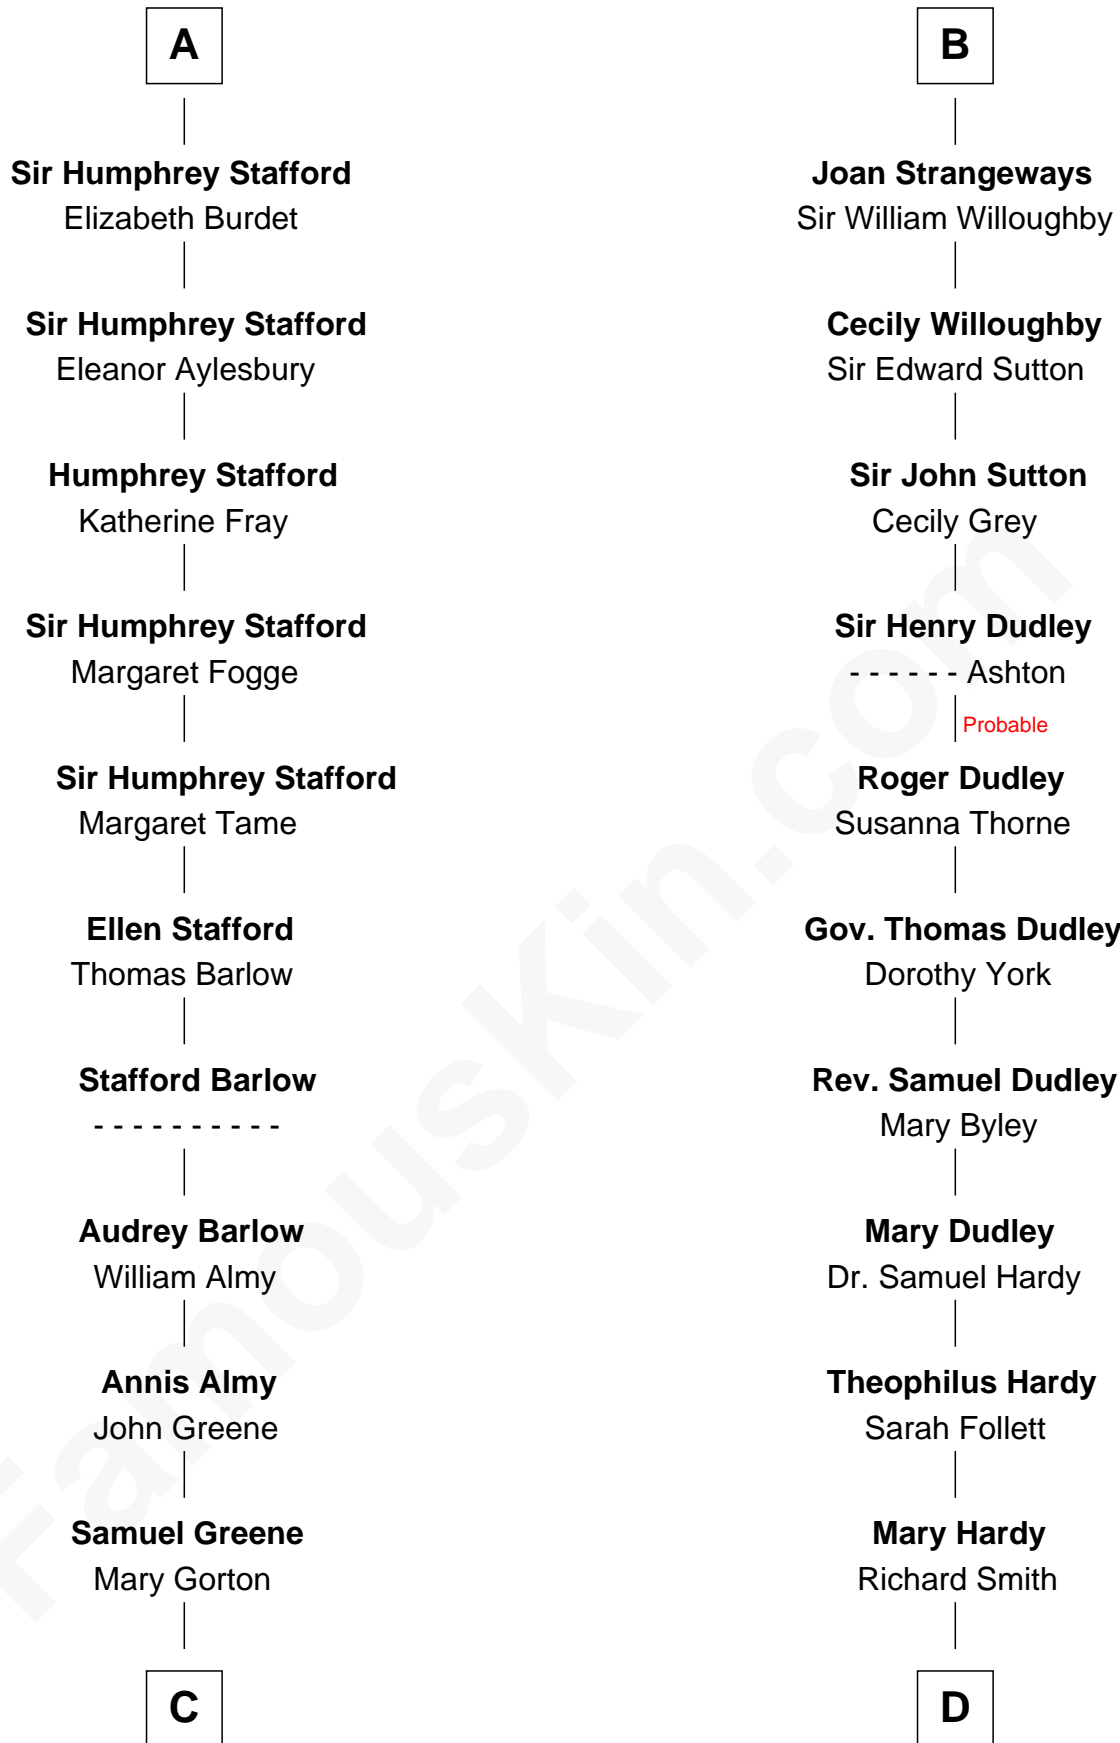 A
Sir Humphrey Stafford
Elizabeth Burdet
Sir Humphrey Stafford
Eleanor Aylesbury
Humphrey Stafford
Katherine Fray
Sir Humphrey Stafford
Margaret Fogge
Sir Humphrey Stafford
Margaret Tame
Ellen Stafford
Thomas Barlow
Stafford Barlow
- - - - - - - - - -
Audrey Barlow
William Almy
Annis Almy
John Greene
Samuel Greene
Mary Gorton
C
B
Joan Strangeways
Sir William Willoughby
Cecily Willoughby
Sir Edward Sutton
Sir John Sutton
Cecily Grey
Sir Henry Dudley
- - - - - - Ashton
Probable
Roger Dudley
Susanna Thorne
Gov. Thomas Dudley
Dorothy York
Rev. Samuel Dudley
Mary Byley
Mary Dudley
Dr. Samuel Hardy
Theophilus Hardy
Sarah Follett
Mary Hardy
Richard Smith
D
FamousKin.com